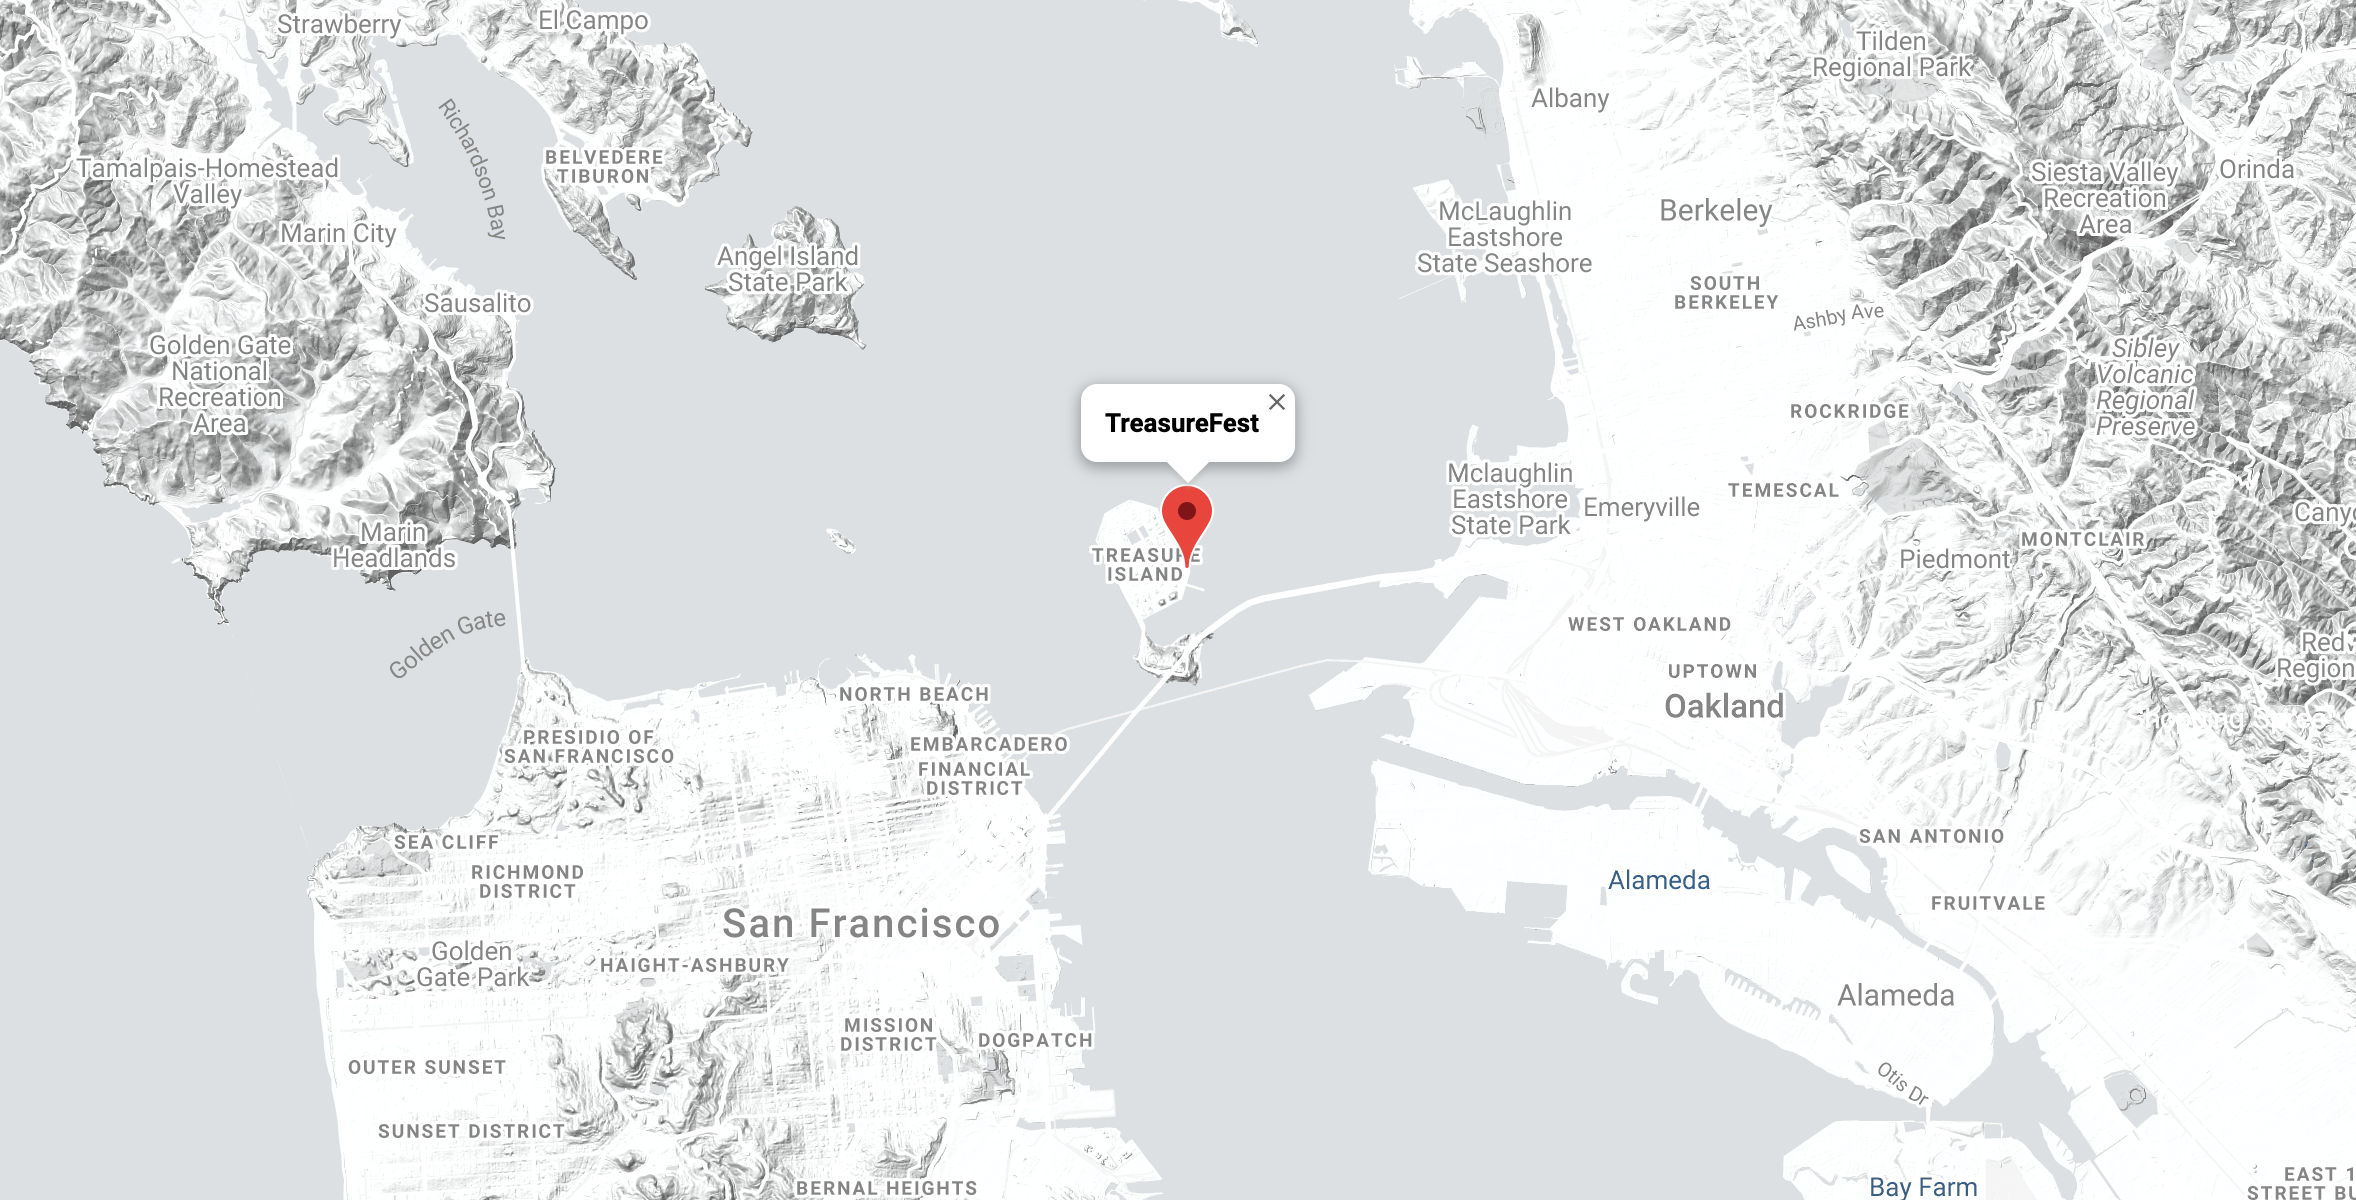 Strawberry
El Campo
Tilden
Regional Park
Albany
Richardson Bay
BELVEDERE
TIBURON
Tamalpais-Homestead
Valley
Siesta Valley
Recreation
Area
Orinda
Marin City
McLaughlin
Eastshore
State Seashore
Berkeley
Angel Island
State Park
SOUTH
BERKELEY
Sausalito
Ashby Ave
Golden Gate
National
Recreation
Area
Sibley
Volcanic
Regional
Preserve
TreasureFest
ROCKRIDGE
Mclaughlin
Eastshore
State Park
TEMESCAL
Emeryville
Marin
Headlands
TREASURE
ISLAND
MONTCLAIR
Piedmont
Golden Gate
WEST OAKLAND
UPTOWN
Oakland
NORTH BEACH
PRESIDIO OF
SAN FRANCISCO
EMBARCADERO
FINANCIAL
DISTRICT
SEA CLIFF
RICHMOND
DISTRICT
SAN ANTONIO
Alameda
FRUITVALE
San Francisco
Golden
Gate Park
HAIGHT-ASHBURY
Alameda
MISSION
DISTRICT
DOGPATCH
OUTER SUNSET
Otis Dr
SUNSET DISTRICT
BERNAL HEIGHTS
Bay Farm
EAST 1
STREET BU